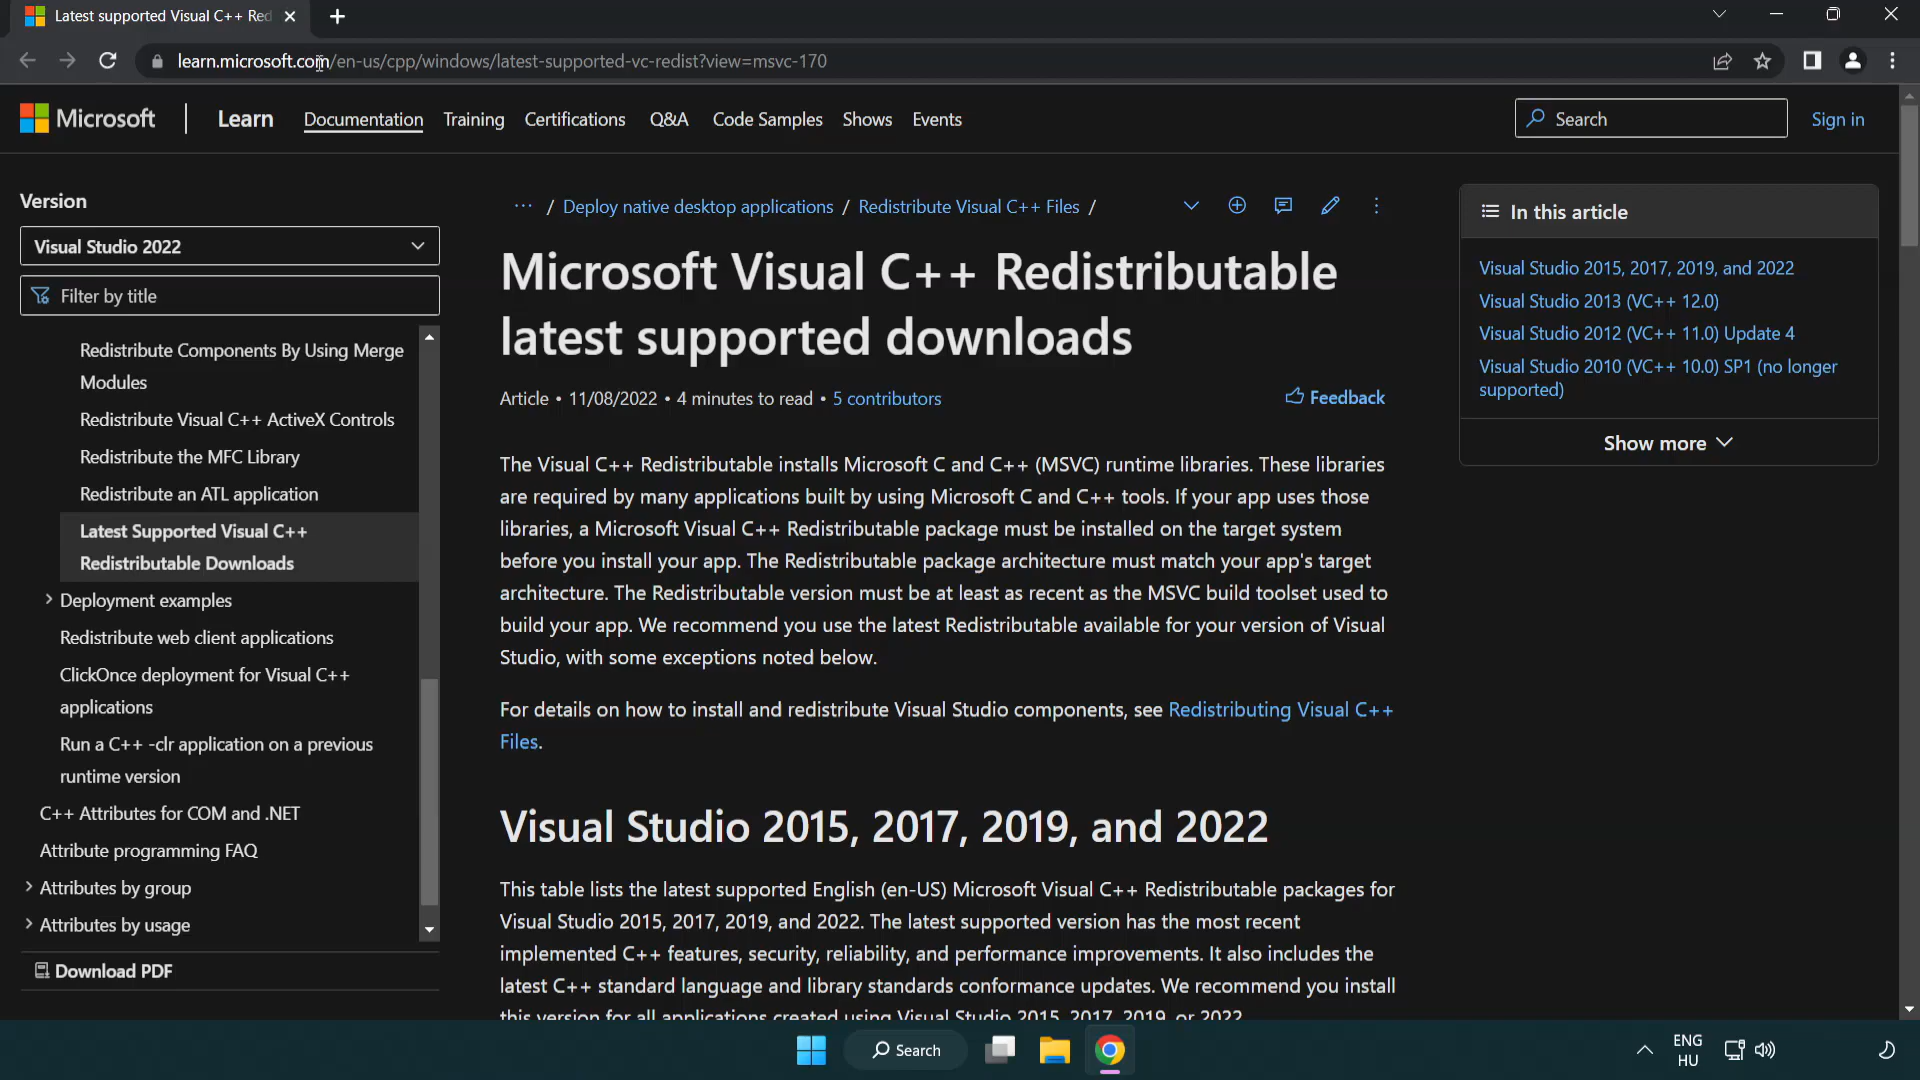 Latest supported Visual C++ Red
learn.microsoft.com/en-us/cpp/windows/latest-supported-vc-redist?view=msvc-170
Microsoft
Learn
Documentation
Training
Certifications
Q&A
Code Samples
Shows
Events
Search
Sign in
Version
Visual Studio 2022
Filter by title
Redistribute Components By Using Merge
Modules
Redistribute Visual C++ ActiveX Controls
Redistribute the MFC Library
Redistribute an ATL application
Latest Supported Visual C++
Redistributable Downloads
Deployment examples
Redistribute web client applications
ClickOnce deployment for Visual C++
applications
Run a C++ -clr application on a previous
runtime version
C++ Attributes for COM and .NET
Attribute programming FAQ
Attributes by group
Attributes by usage
Download PDF
··· / Deploy native desktop applications / Redistribute Visual C++ Files /
Microsoft Visual C++ Redistributable
latest supported downloads
Article • 11/08/2022 • 4 minutes to read • 5 contributors
Feedback
The Visual C++ Redistributable installs Microsoft C and C++ (MSVC) runtime libraries. These libraries
are required by many applications built by using Microsoft C and C++ tools. If your app uses those
libraries, a Microsoft Visual C++ Redistributable package must be installed on the target system
before you install your app. The Redistributable package architecture must match your app's target
architecture. The Redistributable version must be at least as recent as the MSVC build toolset used to
build your app. We recommend you use the latest Redistributable available for your version of Visual
Studio, with some exceptions noted below.
For details on how to install and redistribute Visual Studio components, see Redistributing Visual C++
Files.
Visual Studio 2015, 2017, 2019, and 2022
This table lists the latest supported English (en-US) Microsoft Visual C++ Redistributable packages for
Visual Studio 2015, 2017, 2019, and 2022. The latest supported version has the most recent
implemented C++ features, security, reliability, and performance improvements. It also includes the
latest C++ standard language and library standards conformance updates. We recommend you install
this version for all applications created using Visual Studio 2015, 2017, 2019, or 2022.
In this article
Visual Studio 2015, 2017, 2019, and 2022
Visual Studio 2013 (VC++ 12.0)
Visual Studio 2012 (VC++ 11.0) Update 4
Visual Studio 2010 (VC++ 10.0) SP1 (no longer
supported)
Show more
Search
ENG
HU